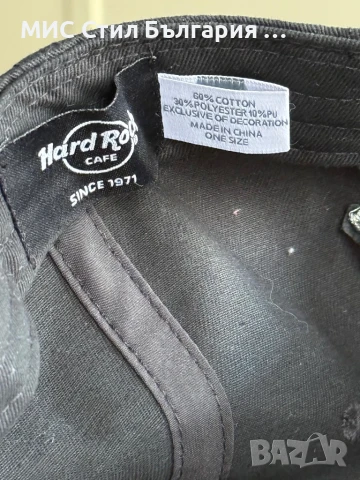 МИС Стил България 🇧🇬 ...
Hard Rock
CAFE
SINCE 1971
60% COTTON
30% POLYESTER 10% PU
EXCLUSIVE OF DECORATION
MADE IN CHINA
ONE SIZE
BAZAR